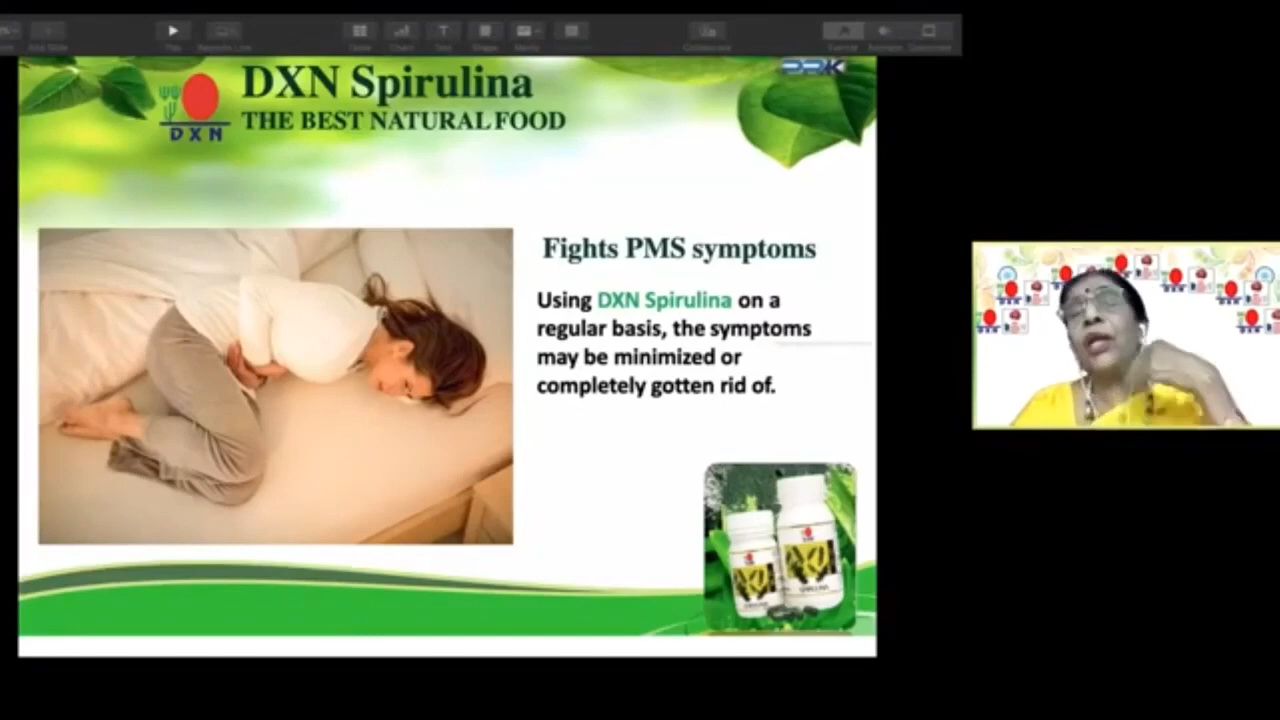 DXN Spirulina
THE BEST NATURAL FOOD
DXN
Fights PMS symptoms
Using DXN Spirulina on a
regular basis, the symptoms
may be minimized or
completely gotten rid of.